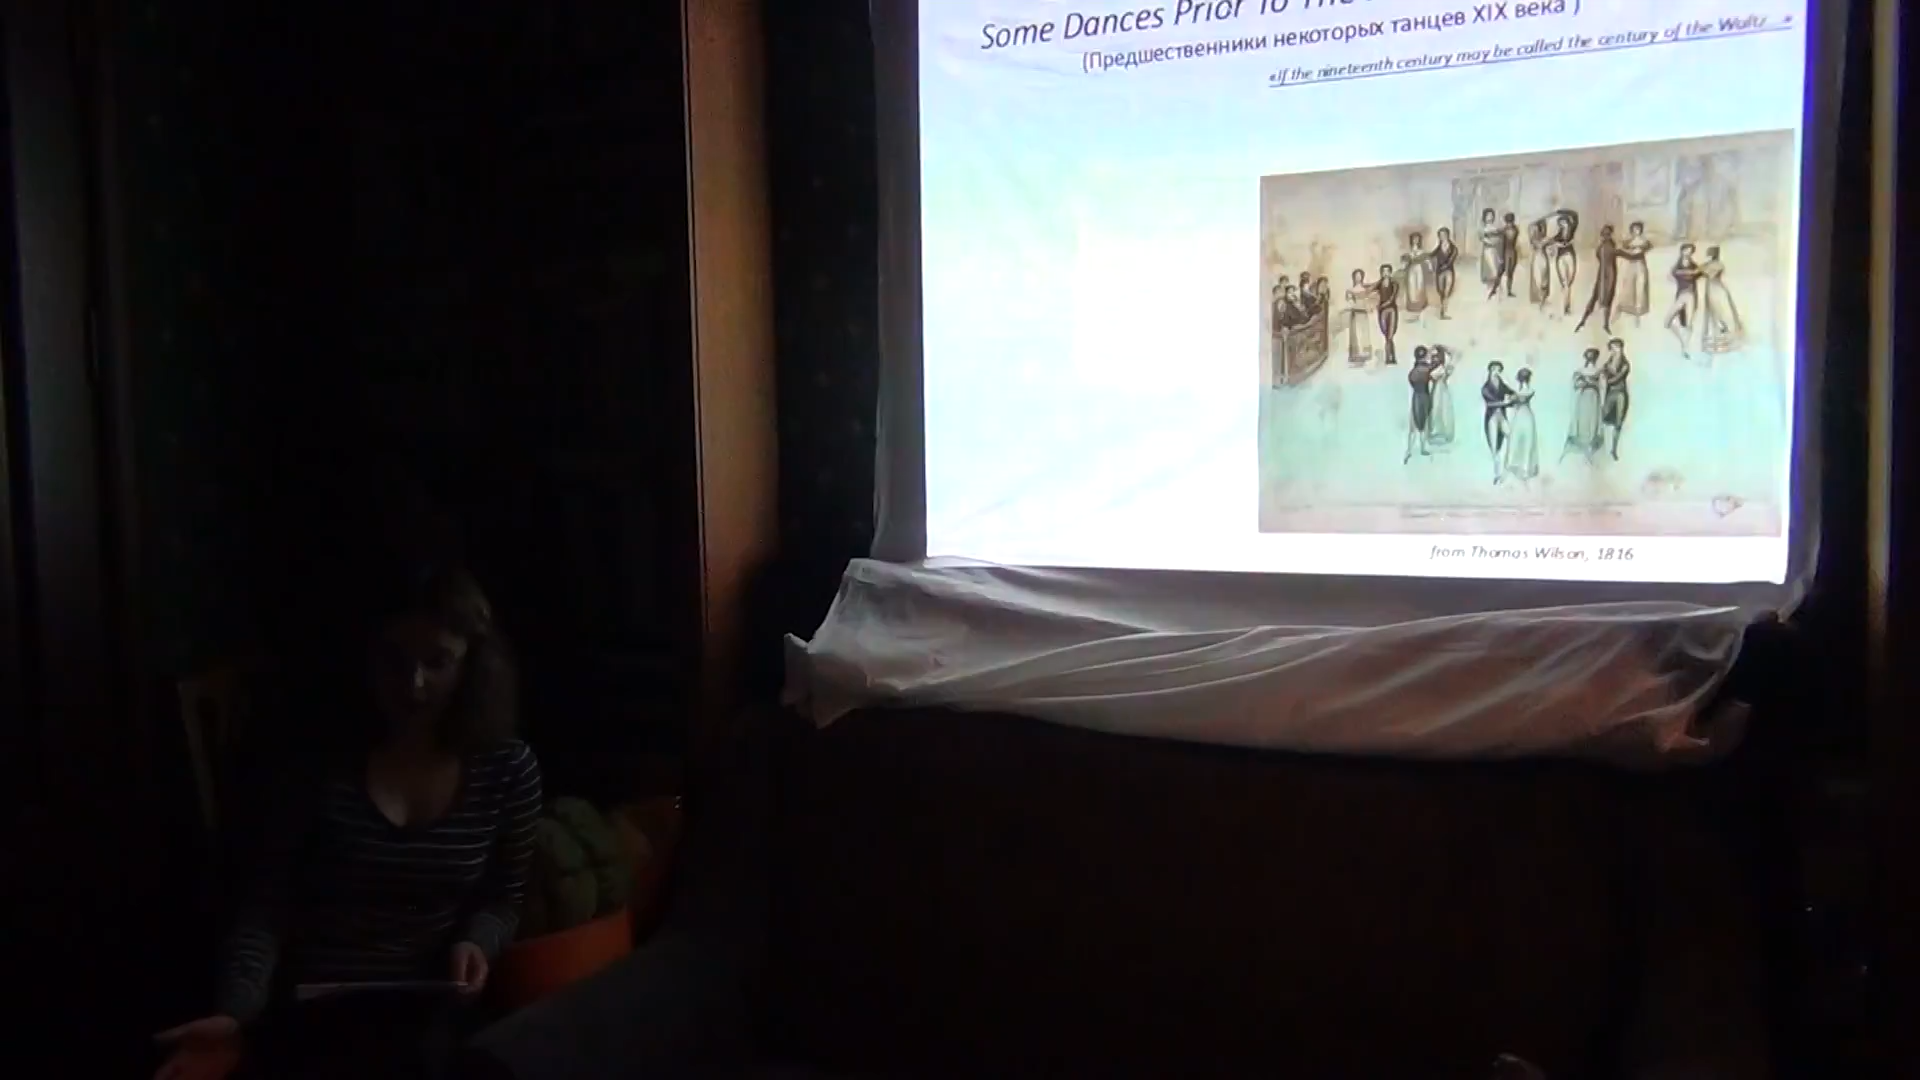 Some Dances Prior To The
(Предшественники некоторых танцев XIX века )
«If the nineteenth century may be called the century of the Waltz...»
from Thomas Wilson, 1816